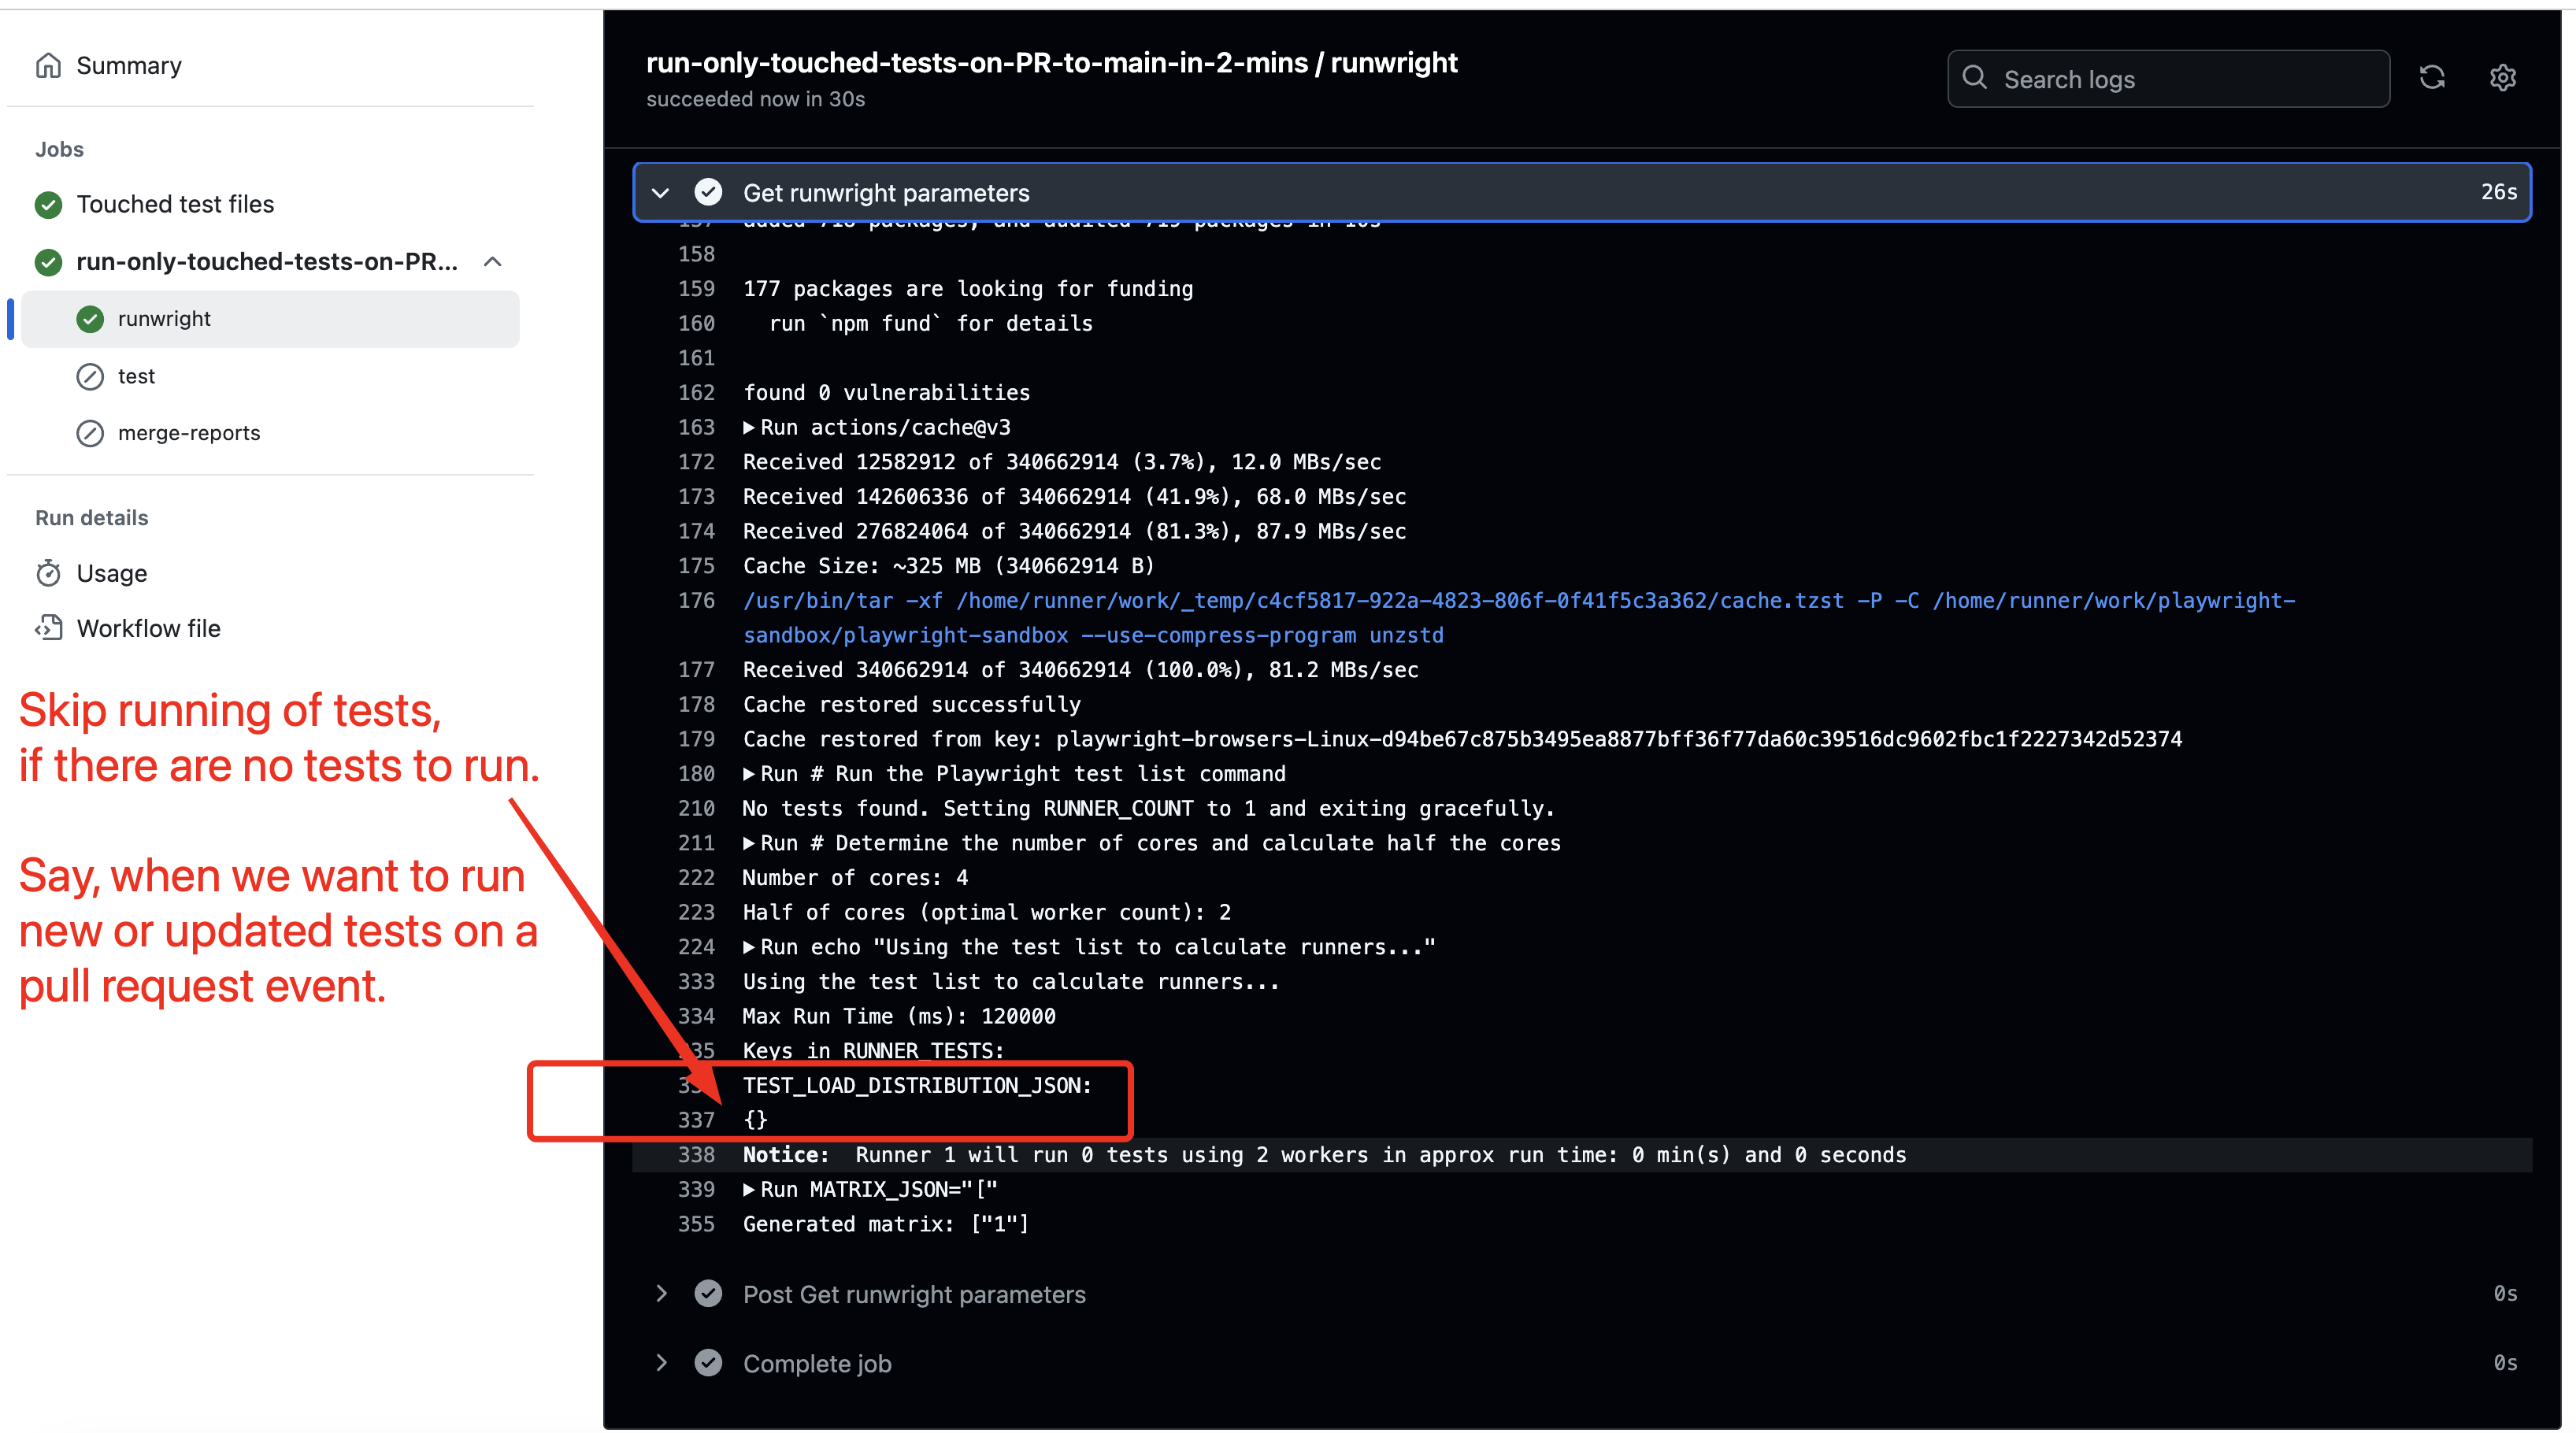 Summary
Jobs
Touched test files
run-only-touched-tests-on-PR...
runwright
test
merge-reports
Run details
Usage
Workflow file
Skip running of tests,
if there are no tests to run.
Say, when we want to run
new or updated tests on a
pull request event.
run-only-touched-tests-on-PR-to-main-in-2-mins / runwright
succeeded now in 30s
Search logs
Get runwright parameters 26s
158
159 177 packages are looking for funding
160 run `npm fund` for details
161
162 found 0 vulnerabilities
163 Run actions/cache@v3
172 Received 12582912 of 340662914 (3.7%), 12.0 MBs/sec
173 Received 142606336 of 340662914 (41.9%), 68.0 MBs/sec
174 Received 276824064 of 340662914 (81.3%), 87.9 MBs/sec
175 Cache Size: ~325 MB (340662914 B)
176 /usr/bin/tar -xf /home/runner/work/_temp/c4cf5817-922a-4823-806f-0f41f5c3a362/cache.tzst -P -C /home/runner/work/playwright-
sandbox/playwright-sandbox --use-compress-program unzstd
177 Received 340662914 of 340662914 (100.0%), 81.2 MBs/sec
178 Cache restored successfully
179 Cache restored from key: playwright-browsers-Linux-d94be67c875b3495ea8877bff36f77da60c39516dc9602fbc1f2227342d52374
180 Run # Run the Playwright test list command
210 No tests found. Setting RUNNER_COUNT to 1 and exiting gracefully.
211 Run # Determine the number of cores and calculate half the cores
222 Number of cores: 4
223 Half of cores (optimal worker count): 2
224 Run echo "Using the test list to calculate runners..."
333 Using the test list to calculate runners...
334 Max Run Time (ms): 120000
Keys in RUNNER_TESTS:
TEST_LOAD_DISTRIBUTION_JSON:
337 {}
338 Notice: Runner 1 will run 0 tests using 2 workers in approx run time: 0 min(s) and 0 seconds
339 Run MATRIX_JSON="["
355 Generated matrix: ["1"]
Post Get runwright parameters 0s
Complete job 0s